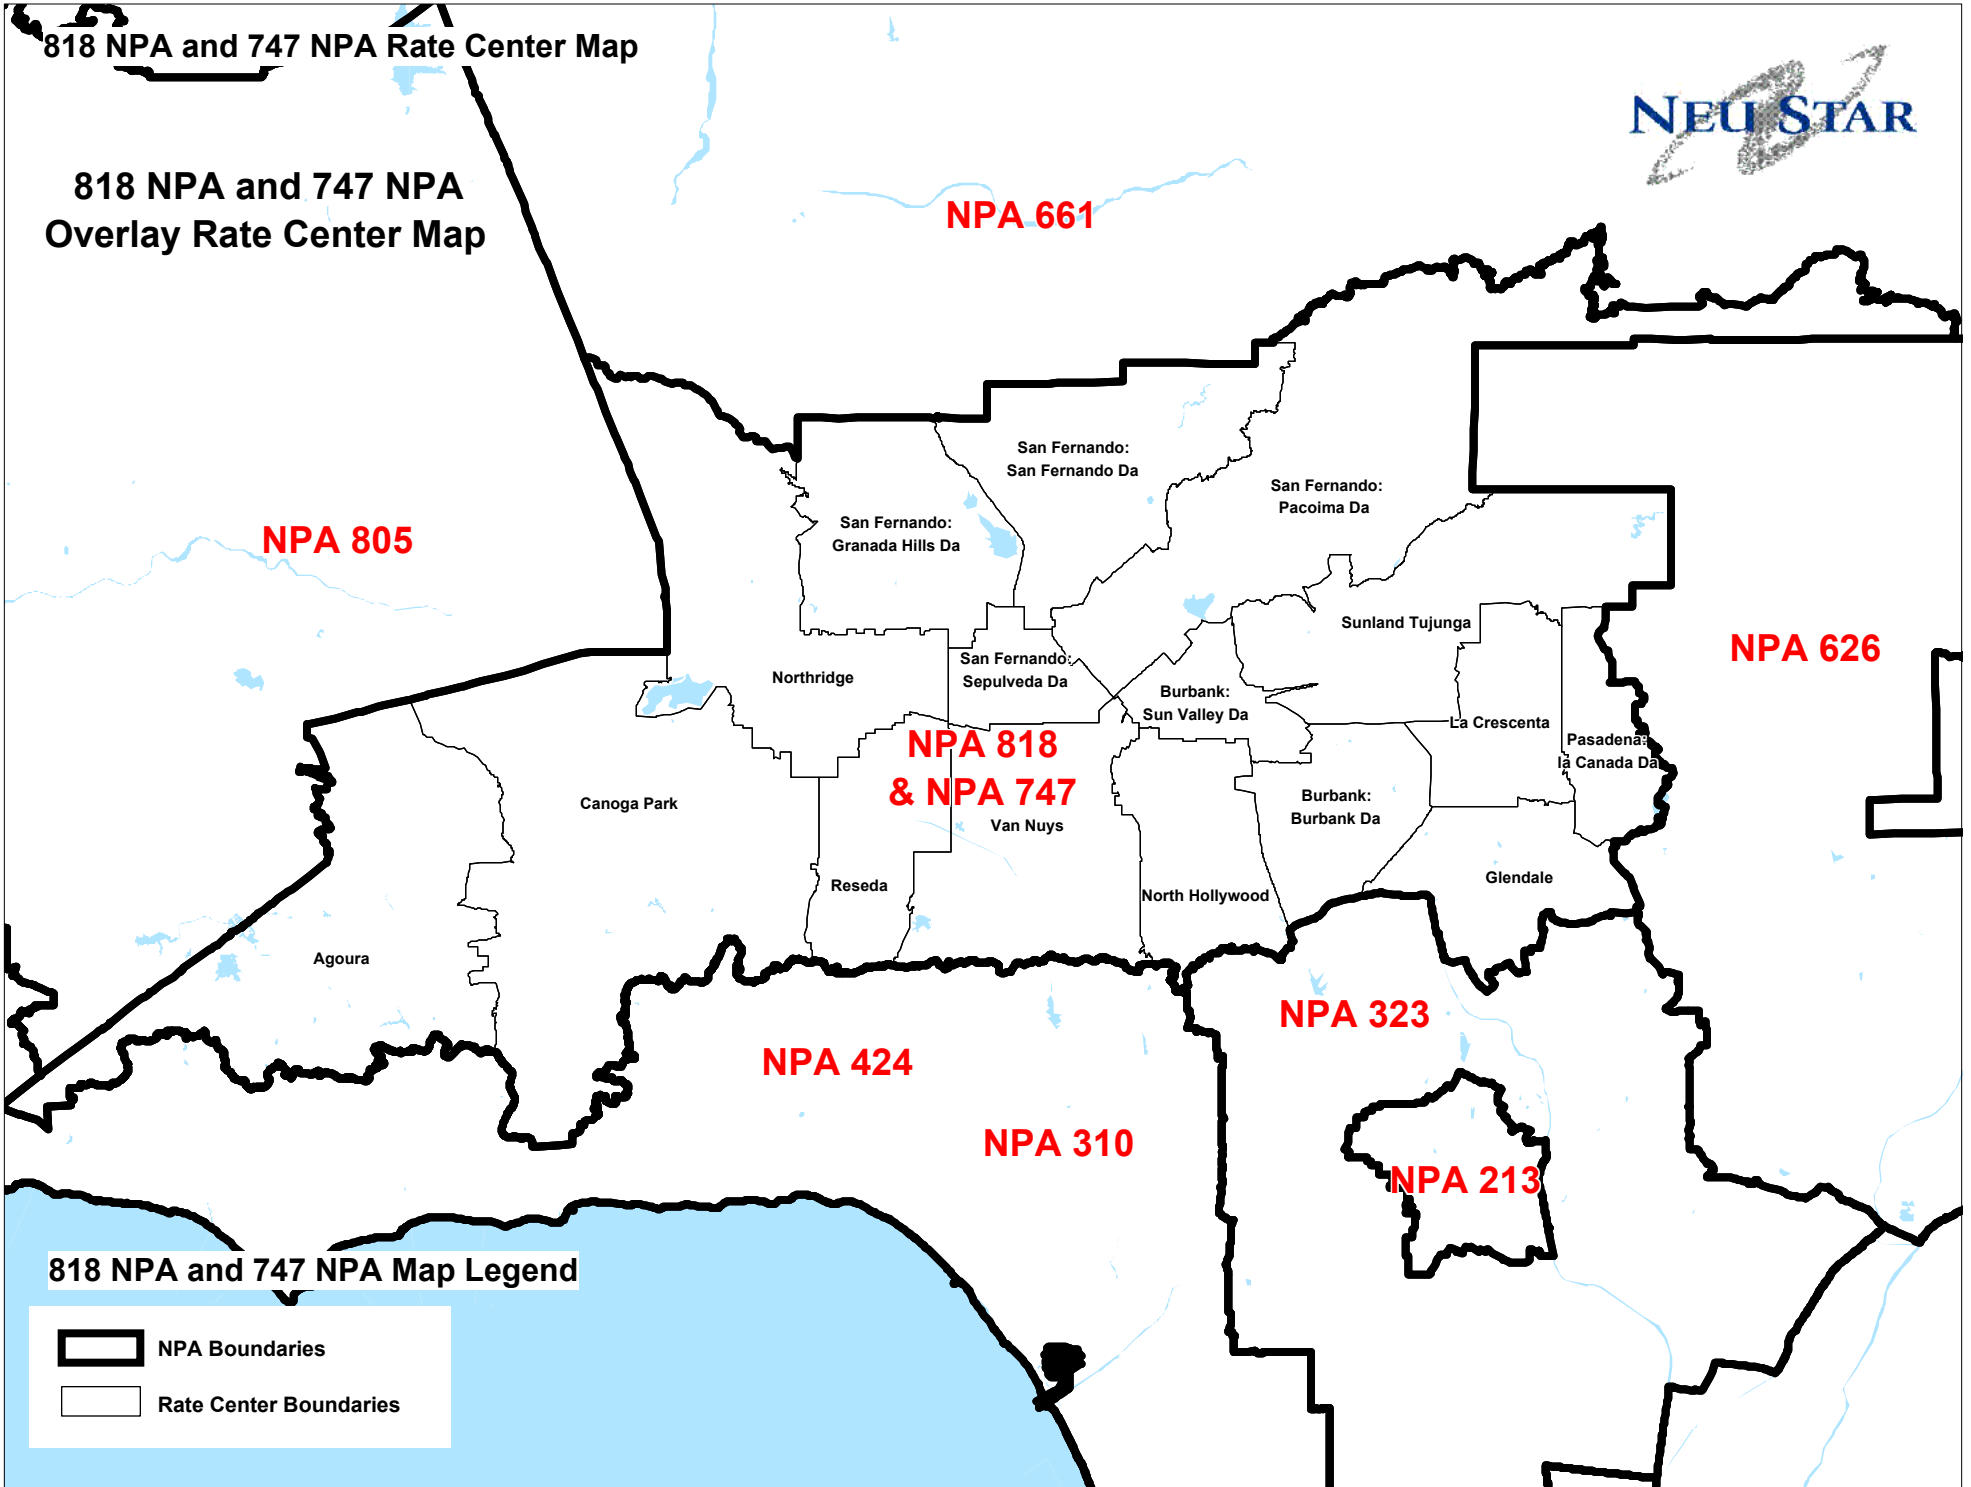 818 NPA and 747 NPA Rate Center Map
NEUSTAR
818 NPA and 747 NPA
Overlay Rate Center Map
NPA 661
San Fernando:
San Fernando Da
San Fernando:
Pacoima Da
San Fernando:
Granada Hills Da
NPA 805
Sunland Tujunga
NPA 626
San Fernando:
Sepulveda Da
Northridge
Burbank:
Sun Valley Da
La Crescenta
Pasadena:
la Canada Da
NPA 818
& NPA 747
Van Nuys
Canoga Park
Burbank:
Burbank Da
Reseda
North Hollywood
Glendale
Agoura
NPA 323
NPA 424
NPA 310
NPA 213
818 NPA and 747 NPA Map Legend
NPA Boundaries
Rate Center Boundaries